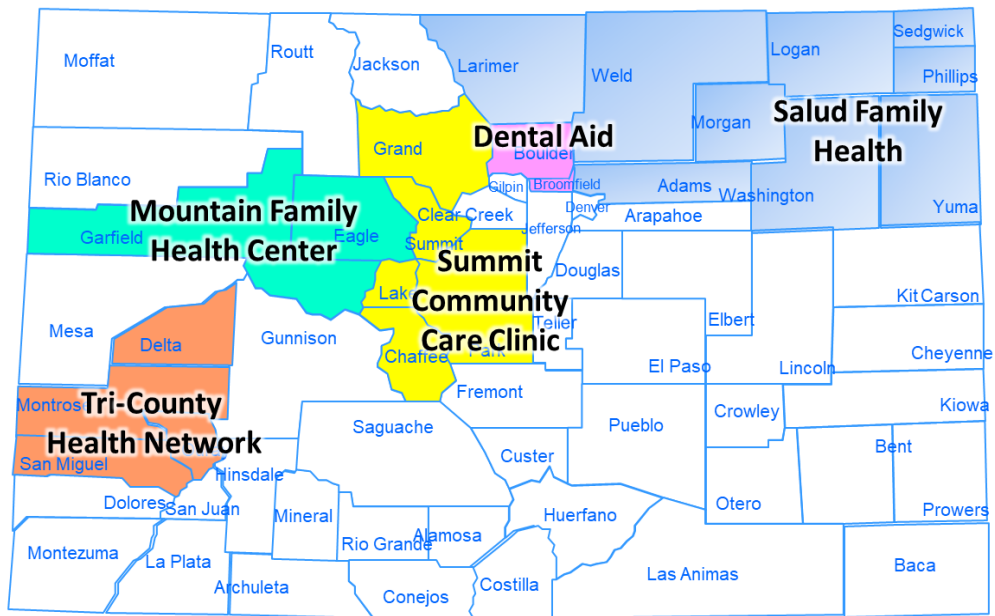 Sedgwick
Logan
Moffat
Routt
Jackson
Larimer
Weld
Phillips
Morgan
Salud Family
Health
Dental Aid
Boulder
Grand
Rio Blanco
Gilpin
Broomfield
Adams
Washington
Yuma
Denver
Arapahoe
Clear Creek
Jefferson
Mountain Family
Health Center
Garfield
Eagle
Summit
Summit
Community
Care Clinic
Douglas
Lake
Kit Carson
Mesa
Delta
Gunnison
Chaffee
Park
Teller
Elbert
El Paso
Lincoln
Cheyenne
Fremont
Montrose
Tri-County
Health Network
San Miguel
Saguache
Pueblo
Crowley
Kiowa
Bent
Custer
Hinsdale
Dolores
San Juan
Mineral
Otero
Prowers
Huerfano
Rio Grande
Alamosa
Montezuma
La Plata
Archuleta
Conejos
Costilla
Las Animas
Baca